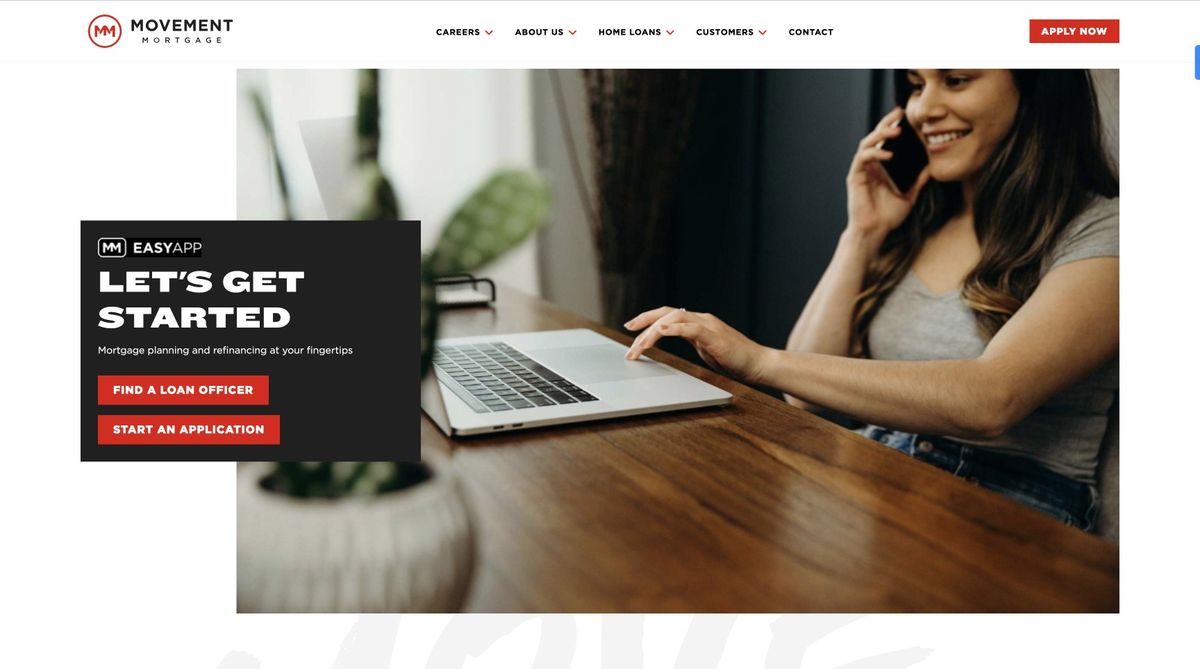 MM MOVEMENT
MORTGAGE
CAREERS ABOUT US HOME LOANS CUSTOMERS CONTACT
APPLY NOW
MM EASYAPP
LET'S GET
STARTED
Mortgage planning and refinancing at your fingertips
FIND A LOAN OFFICER
START AN APPLICATION